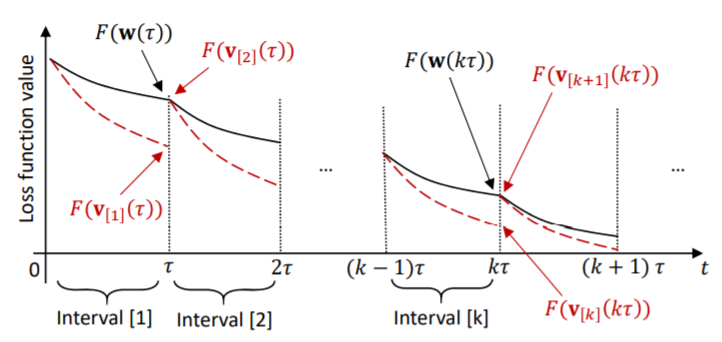 Loss function value
F(w(τ))
F(v[2](τ))
F(w(kτ))
F(v[k+1](kτ))
F(v[1](τ))
...
...
0
τ
2τ
(k − 1)τ
kτ
(k + 1) τ
t
Interval [1]
Interval [2]
Interval [k]
F(v[k](kτ))